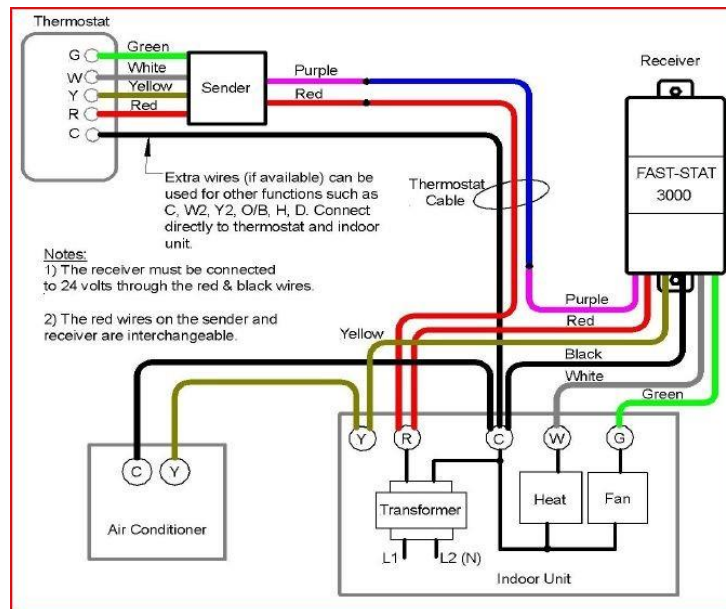 Thermostat
G
Green
W
White
Y
Yellow
R
Red
C
Sender
Purple
Red
Receiver
FAST-STAT
3000
Extra wires (if available) can be
used for other functions such as
C, W2, Y2, O/B, H, D. Connect
directly to thermostat and indoor
unit.
Thermostat
Cable
Notes:
1) The receiver must be connected
to 24 volts through the red & black wires.
2) The red wires on the sender and
receiver are interchangeable.
Purple
Red
Yellow
Black
White
Green
C
Y
Air Conditioner
Y
R
C
W
G
Transformer
Heat
Fan
L1
L2 (N)
Indoor Unit